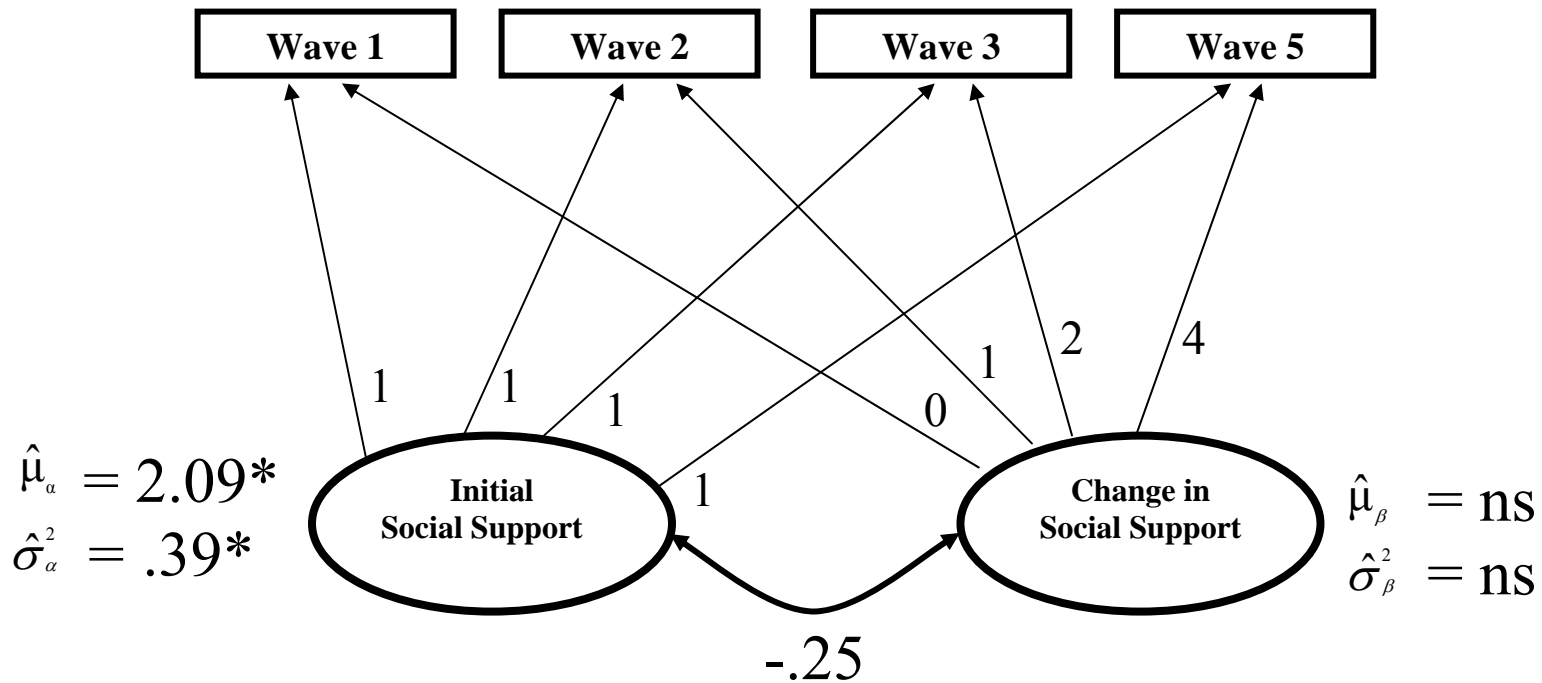 Wave 1
Wave 2
Wave 3
Wave 5
1
1
1
1
0
1
2
4
μ̂α = 2.09*
σ̂²α = .39*
Initial
Social Support
Change in
Social Support
μ̂β = ns
σ̂²β = ns
-.25